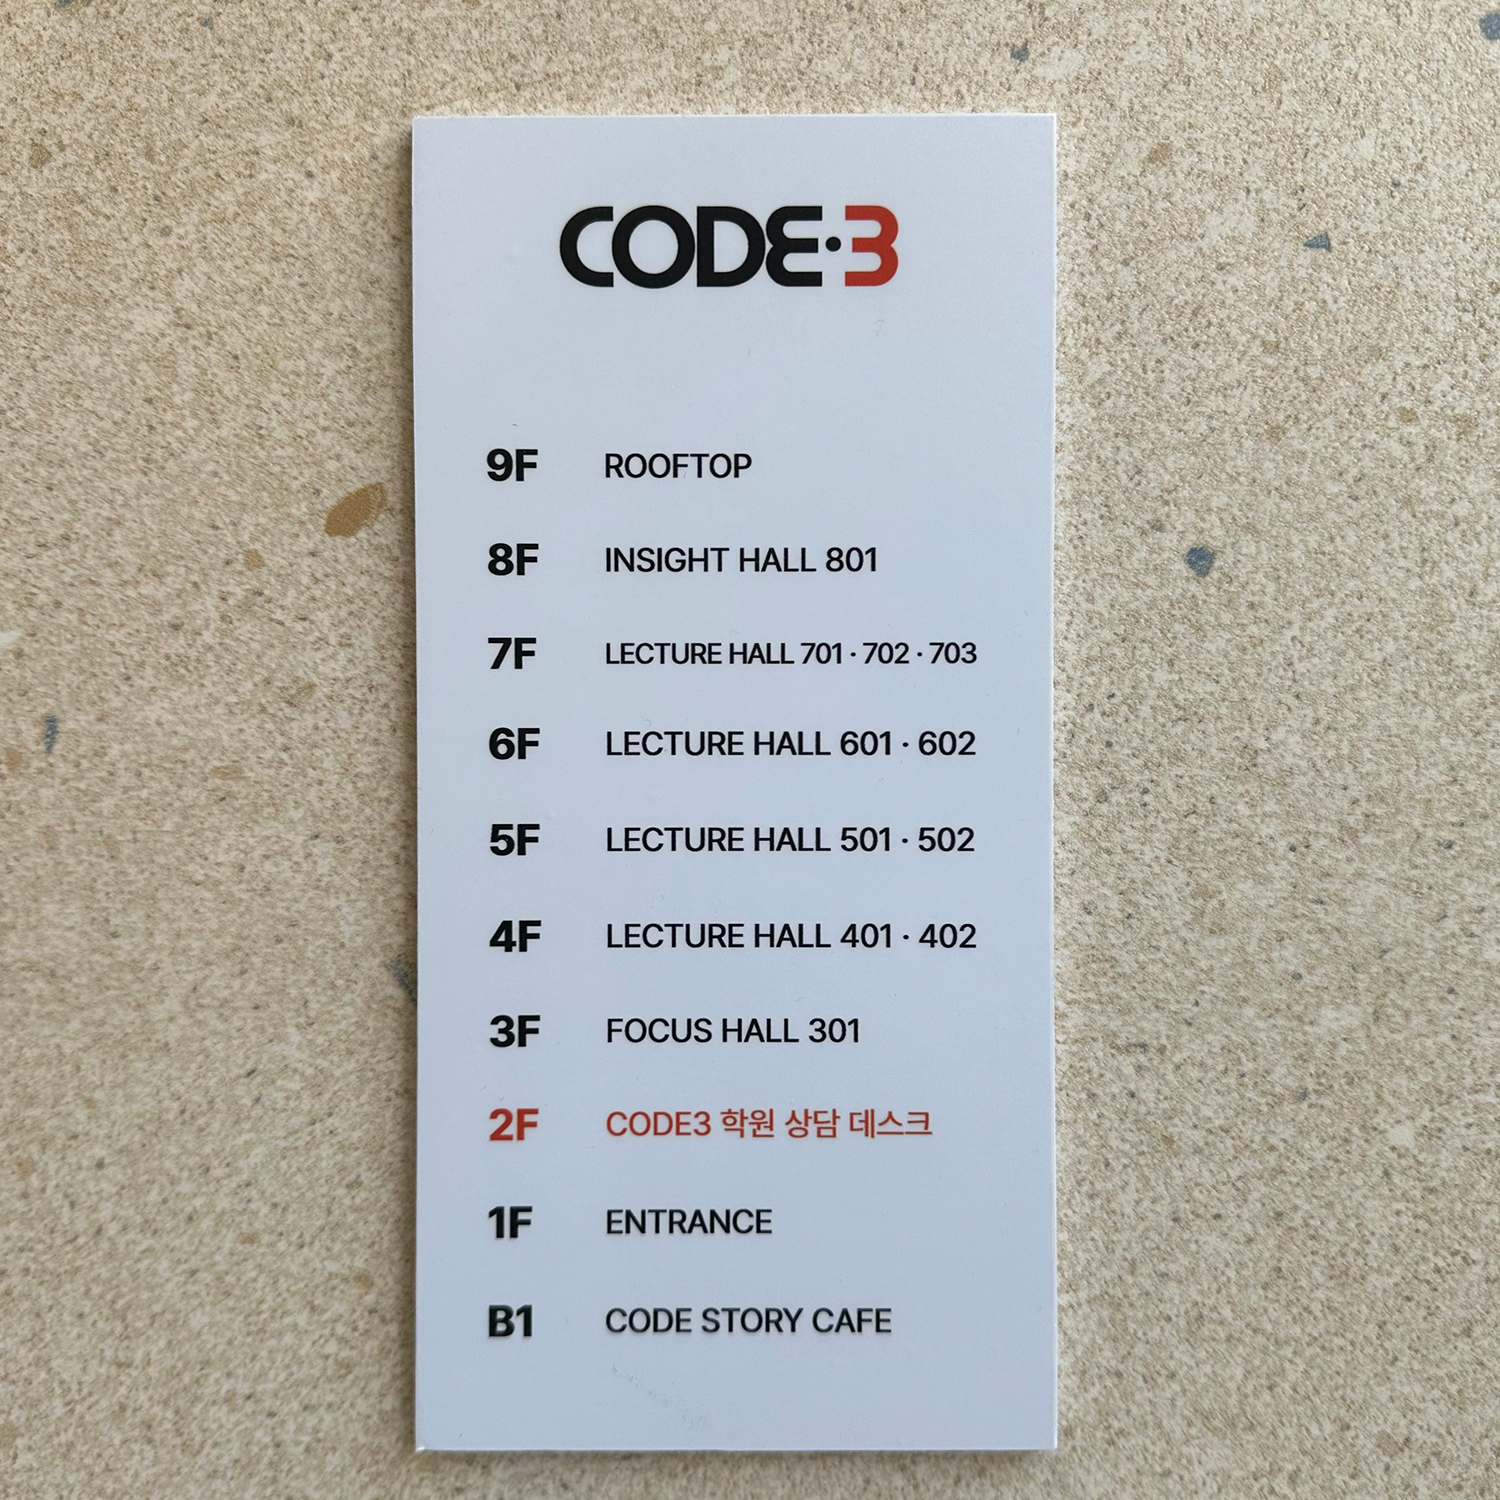 CODE·3
9F ROOFTOP
8F INSIGHT HALL 801
7F LECTURE HALL 701 · 702 · 703
6F LECTURE HALL 601 · 602
5F LECTURE HALL 501 · 502
4F LECTURE HALL 401 · 402
3F FOCUS HALL 301
2F CODE3 학원 상담 데스크
1F ENTRANCE
B1 CODE STORY CAFE